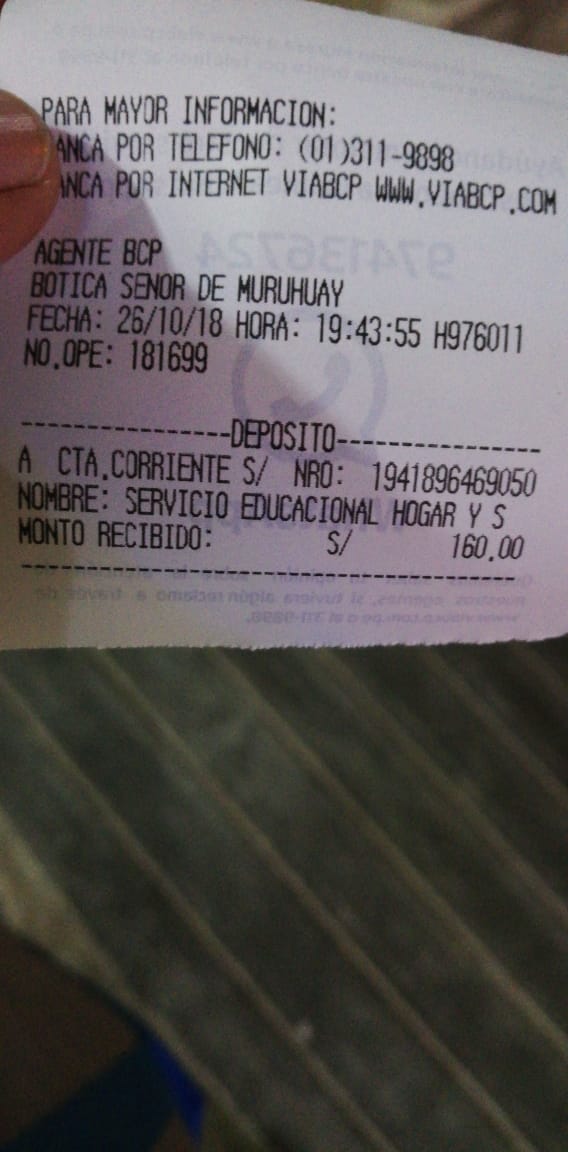 PARA MAYOR INFORMACION:
ANCA POR TELEFONO: (01)311-9898
ANCA POR INTERNET VIABCP WWW.VIABCP.COM
AGENTE BCP
BOTICA SENOR DE MURUHUAY
FECHA: 26/10/18 HORA: 19:43:55 H976011
NO.OPE: 181699
----------------DEPOSITO----------------
A CTA.CORRIENTE S/ NRO: 1941896469050
NOMBRE: SERVICIO EDUCACIONAL HOGAR Y S
MONTO RECIBIDO: S/ 160.00
----------------------------------------
974136724